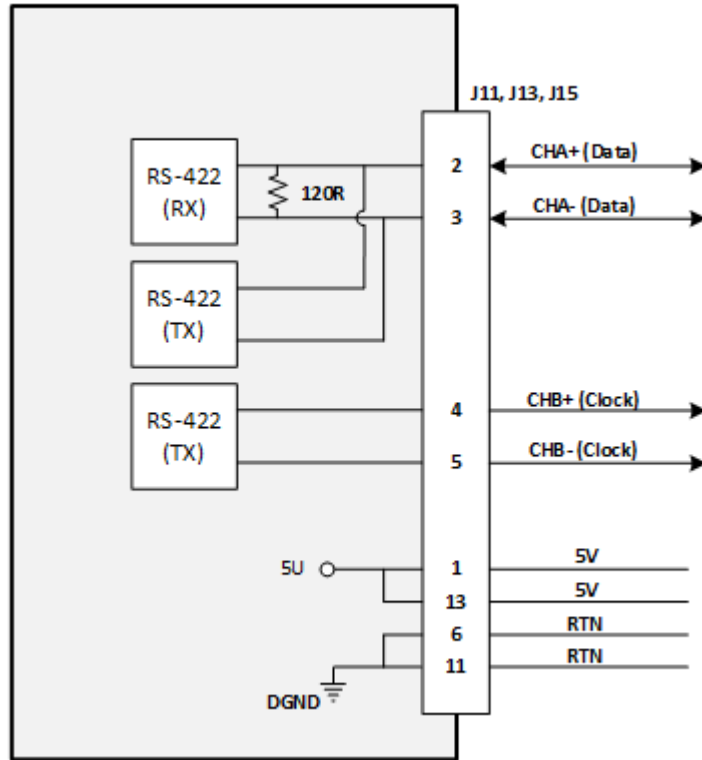 J11, J13, J15
RS-422
(RX)
120R
2
CHA+ (Data)
3
CHA- (Data)
RS-422
(TX)
RS-422
(TX)
4
CHB+ (Clock)
5
CHB- (Clock)
5U
1
5V
13
5V
6
RTN
11
RTN
DGND